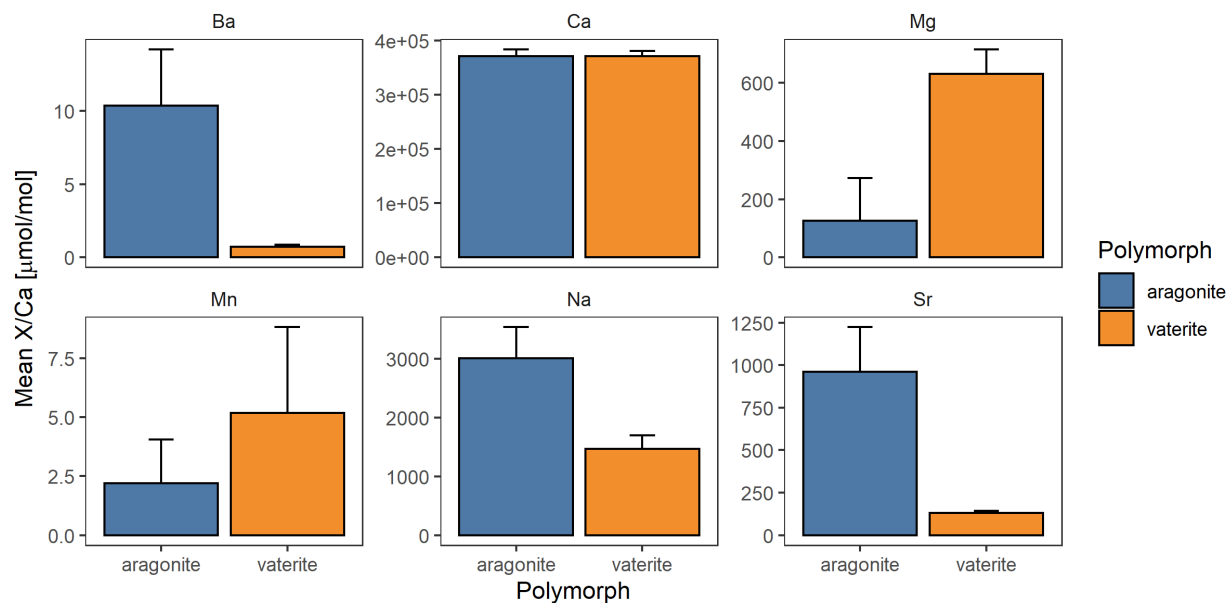 Ba
Ca
Mg
10
5
0
4e+05
3e+05
2e+05
1e+05
0e+00
600
400
200
0
Mn
Na
Sr
7.5
5.0
2.5
0.0
3000
2000
1000
0
1250
1000
750
500
250
0
aragonite vaterite
aragonite vaterite
aragonite vaterite
Polymorph
Mean X/Ca [μmol/mol]
Polymorph
aragonite
vaterite